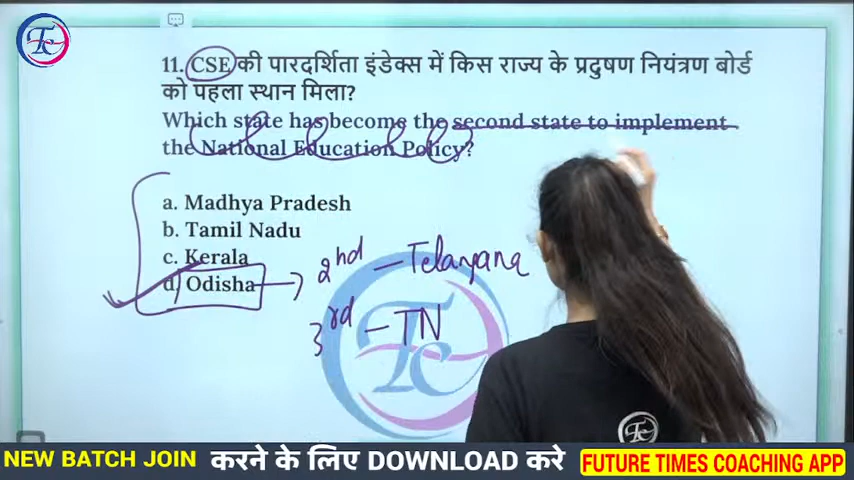 11. CSE की पारदर्शिता इंडेक्स में किस राज्य के प्रदुषण नियंत्रण बोर्ड
को पहला स्थान मिला?
Which state has become the second state to implement
the National Education Policy?
a. Madhya Pradesh
b. Tamil Nadu
c. Kerala
d. Odisha
2nd - Telangana
3rd - TN
NEW BATCH JOIN करने के लिए DOWNLOAD करे FUTURE TIMES COACHING APP